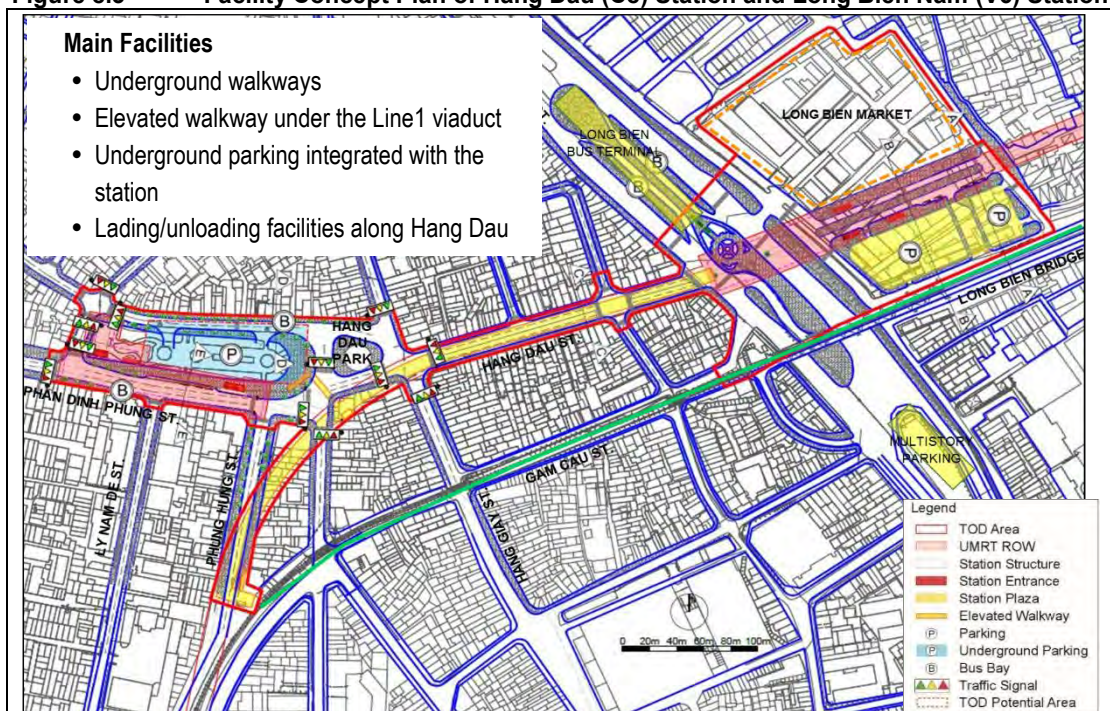 Facility Concept Plan of Hang Dau (C8) Station and Long Bien Nam (V5) Station
Main Facilities
• Underground walkways
• Elevated walkway under the Line1 viaduct
• Underground parking integrated with the
station
• Lading/unloading facilities along Hang Dau
LONG BIEN
BUS TERMINAL
LONG BIEN MARKET
LONG BIEN BRIDGE
HANG
DAU
PARK
HANG DAU ST.
PHAN DINH PHUNG ST.
LY NAM DE ST.
PHUNG HUNG ST.
GAM CAU ST.
HANG GIAY ST.
MULTISTORY
PARKING
B
B
B
B
P
P
P
0 20m 40m 60m 80m 100m
Legend
TOD Area
UMRT ROW
Station Structure
Station Entrance
Station Plaza
Elevated Walkway
P Parking
P Underground Parking
B Bus Bay
Traffic Signal
TOD Potential Area